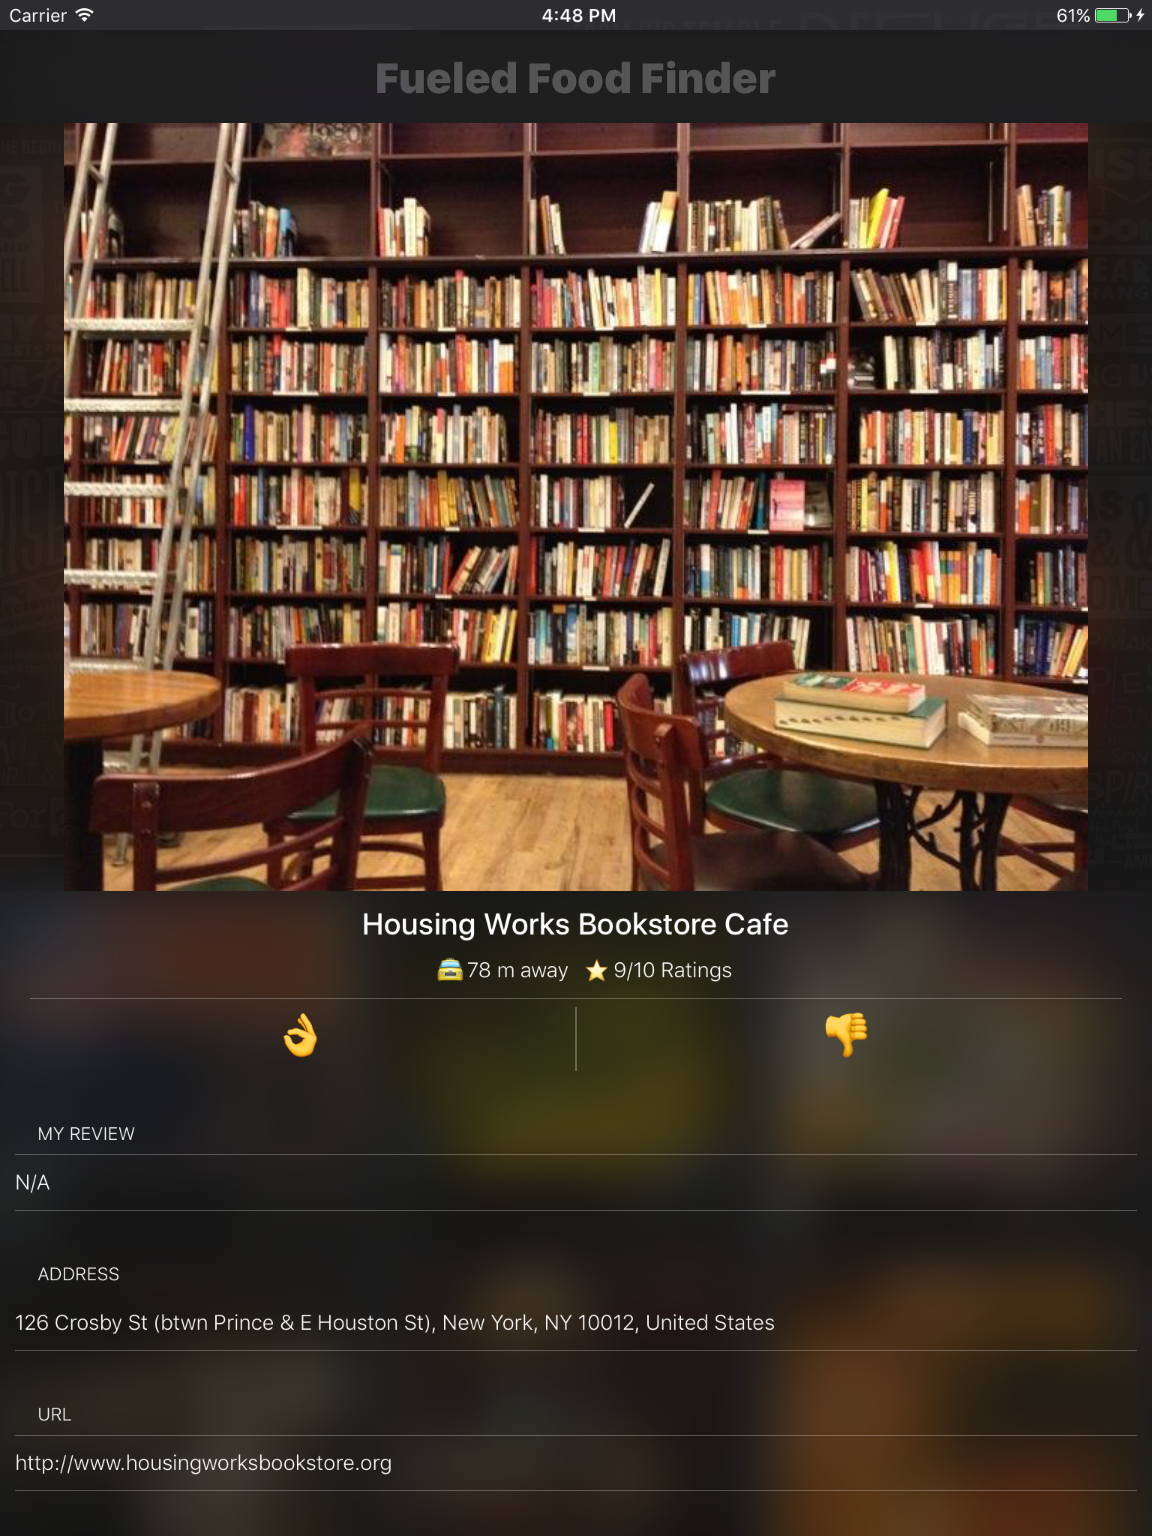 Carrier 4:48 PM 61%
Fueled Food Finder
Housing Works Bookstore Cafe
78 m away 9/10 Ratings
MY REVIEW
N/A
ADDRESS
126 Crosby St (btwn Prince & E Houston St), New York, NY 10012, United States
URL
http://www.housingworksbookstore.org